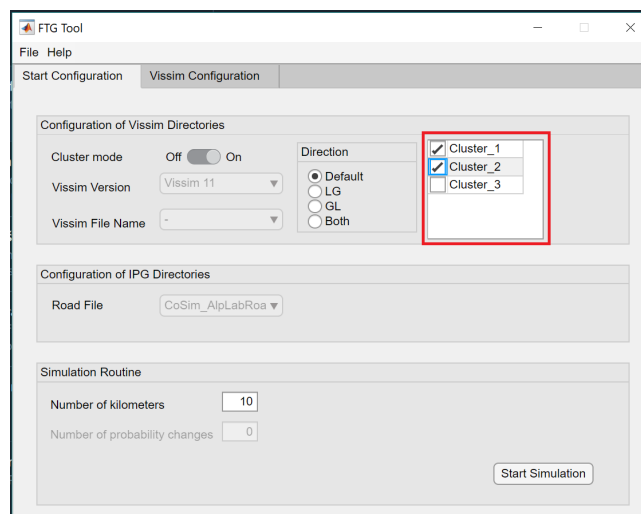 FTG Tool
File Help
Start Configuration Vissim Configuration
Configuration of Vissim Directories
Cluster mode Off On
Vissim Version Vissim 11
Vissim File Name -
Direction
Default
LG
GL
Both
Cluster_1
Cluster_2
Cluster_3
Configuration of IPG Directories
Road File CoSim_AlpLabRoa
Simulation Routine
Number of kilometers 10
Number of probability changes 0
Start Simulation